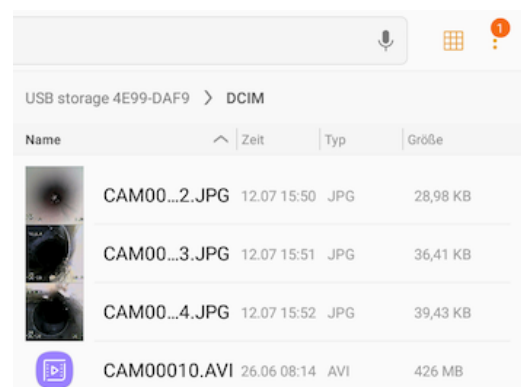 1
USB storage 4E99-DAF9 > DCIM
Name Zeit Typ Größe
CAM00...2.JPG 12.07 15:50 JPG 28,98 KB
CAM00...3.JPG 12.07 15:51 JPG 36,41 KB
CAM00...4.JPG 12.07 15:52 JPG 39,43 KB
CAM00010.AVI 26.06 08:14 AVI 426 MB